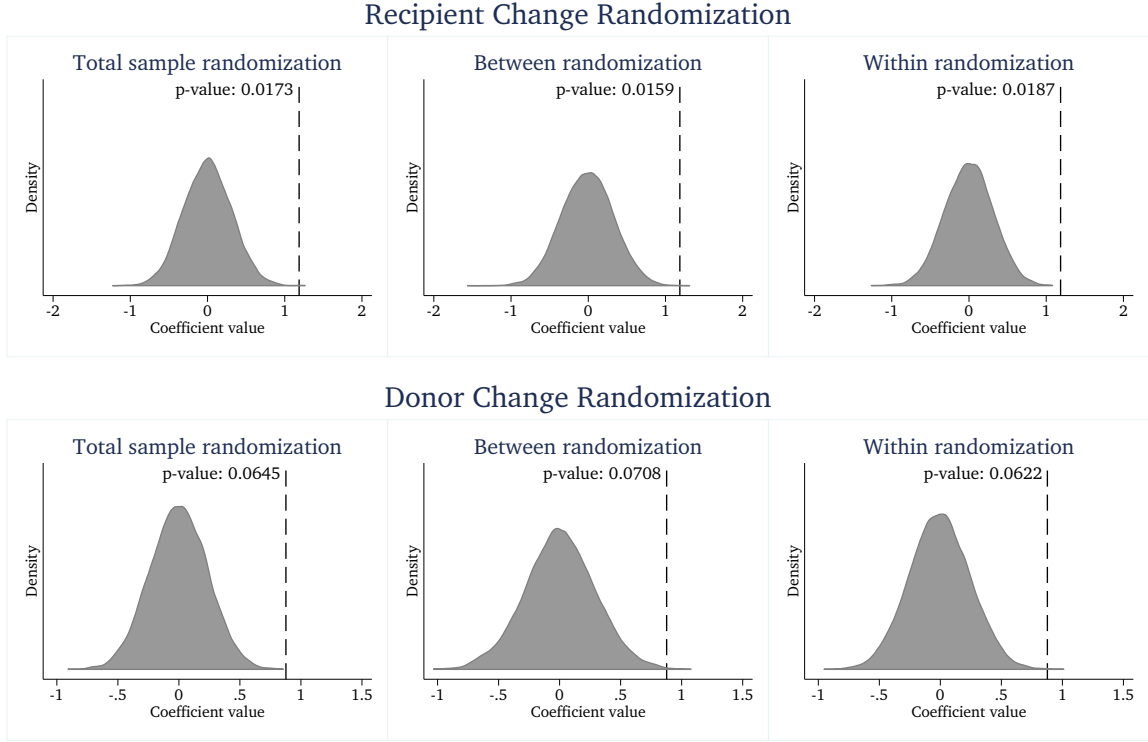 Recipient Change Randomization
Total sample randomization
p-value: 0.0173
Density
-2 -1 0 1 2
Coefficient value
Between randomization
p-value: 0.0159
Density
-2 -1 0 1 2
Coefficient value
Within randomization
p-value: 0.0187
Density
-2 -1 0 1 2
Coefficient value
Donor Change Randomization
Total sample randomization
p-value: 0.0645
Density
-1 -.5 0 .5 1 1.5
Coefficient value
Between randomization
p-value: 0.0708
Density
-1 -.5 0 .5 1 1.5
Coefficient value
Within randomization
p-value: 0.0622
Density
-1 -.5 0 .5 1 1.5
Coefficient value